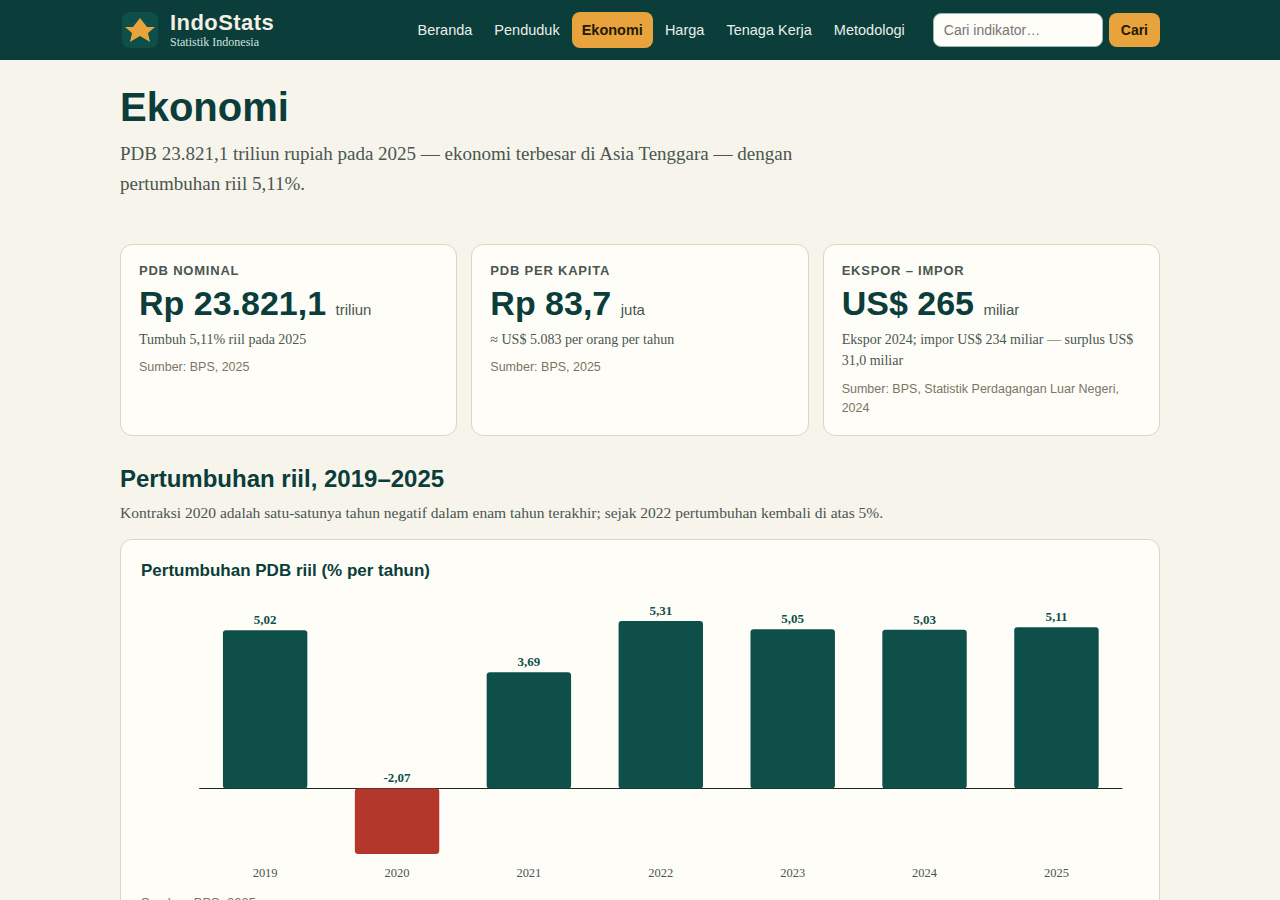 IndoStats
Statistik Indonesia
Beranda
Penduduk
Ekonomi
Harga
Tenaga Kerja
Metodologi
Cari indikator…
Cari
Ekonomi
PDB 23.821,1 triliun rupiah pada 2025 — ekonomi terbesar di Asia Tenggara — dengan
pertumbuhan riil 5,11%.
PDB NOMINAL
Rp 23.821,1 triliun
Tumbuh 5,11% riil pada 2025
Sumber: BPS, 2025
PDB PER KAPITA
Rp 83,7 juta
≈ US$ 5.083 per orang per tahun
Sumber: BPS, 2025
EKSPOR – IMPOR
US$ 265 miliar
Ekspor 2024; impor US$ 234 miliar — surplus US$
31,0 miliar
Sumber: BPS, Statistik Perdagangan Luar Negeri,
2024
Pertumbuhan riil, 2019–2025
Kontraksi 2020 adalah satu-satunya tahun negatif dalam enam tahun terakhir; sejak 2022 pertumbuhan kembali di atas 5%.
Pertumbuhan PDB riil (% per tahun)
5,02
-2,07
3,69
5,31
5,05
5,03
5,11
2019
2020
2021
2022
2023
2024
2025